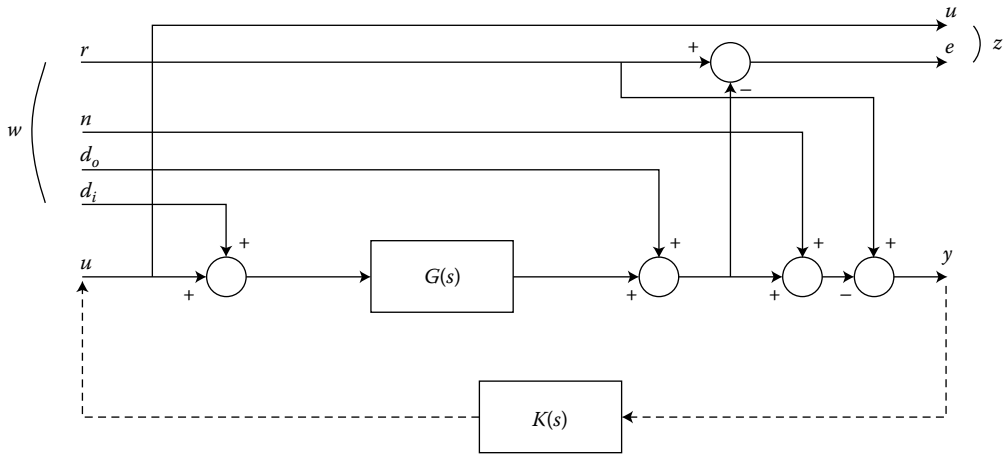 u
r
+
e
z
−
w
n
d_o
d_i
+
+
+
+
u
G(s)
y
+
+
+
−
K(s)